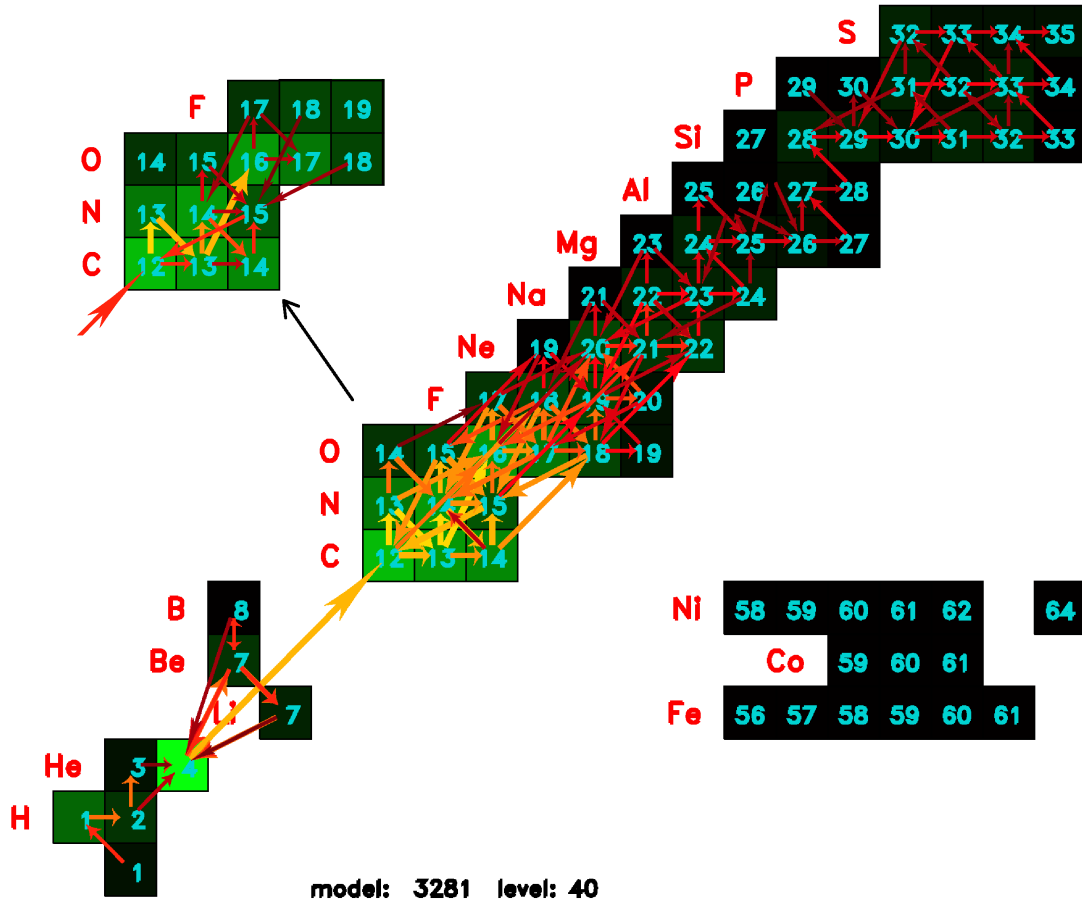 S 32 33 34 35
P 29 30 31 32 33 34
F 17 18 19
Si 27 28 29 30 31 32 33
O 14 15 16 17 18
Al 25 26 27 28
N 13 14 15
Mg 23 24 25 26 27
C 12 13 14
Na 21 22 23 24
Ne 19 20 21 22
F 17 18 19 20
O 14 15 16 17 18 19
N 13 14 15
C 12 13 14
B 8
Ni 58 59 60 61 62 64
Be 7
Co 59 60 61
Li 7
Fe 56 57 58 59 60 61
He 3 4
H 1 2
1
model: 3281 level: 40